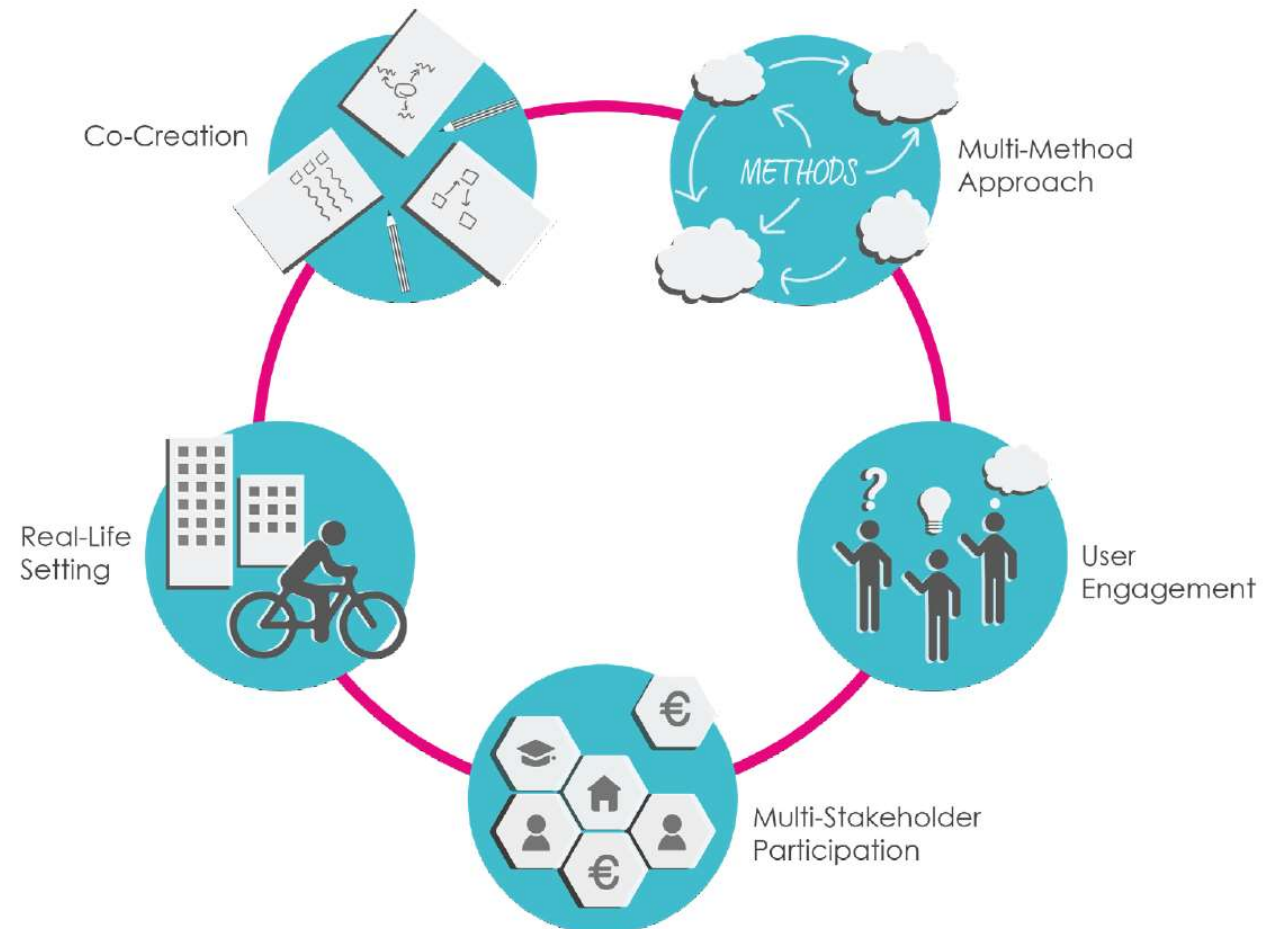 Co-Creation
Multi-Method
Approach
METHODS
Real-Life
Setting
?
User
Engagement
€
Multi-Stakeholder
Participation
€